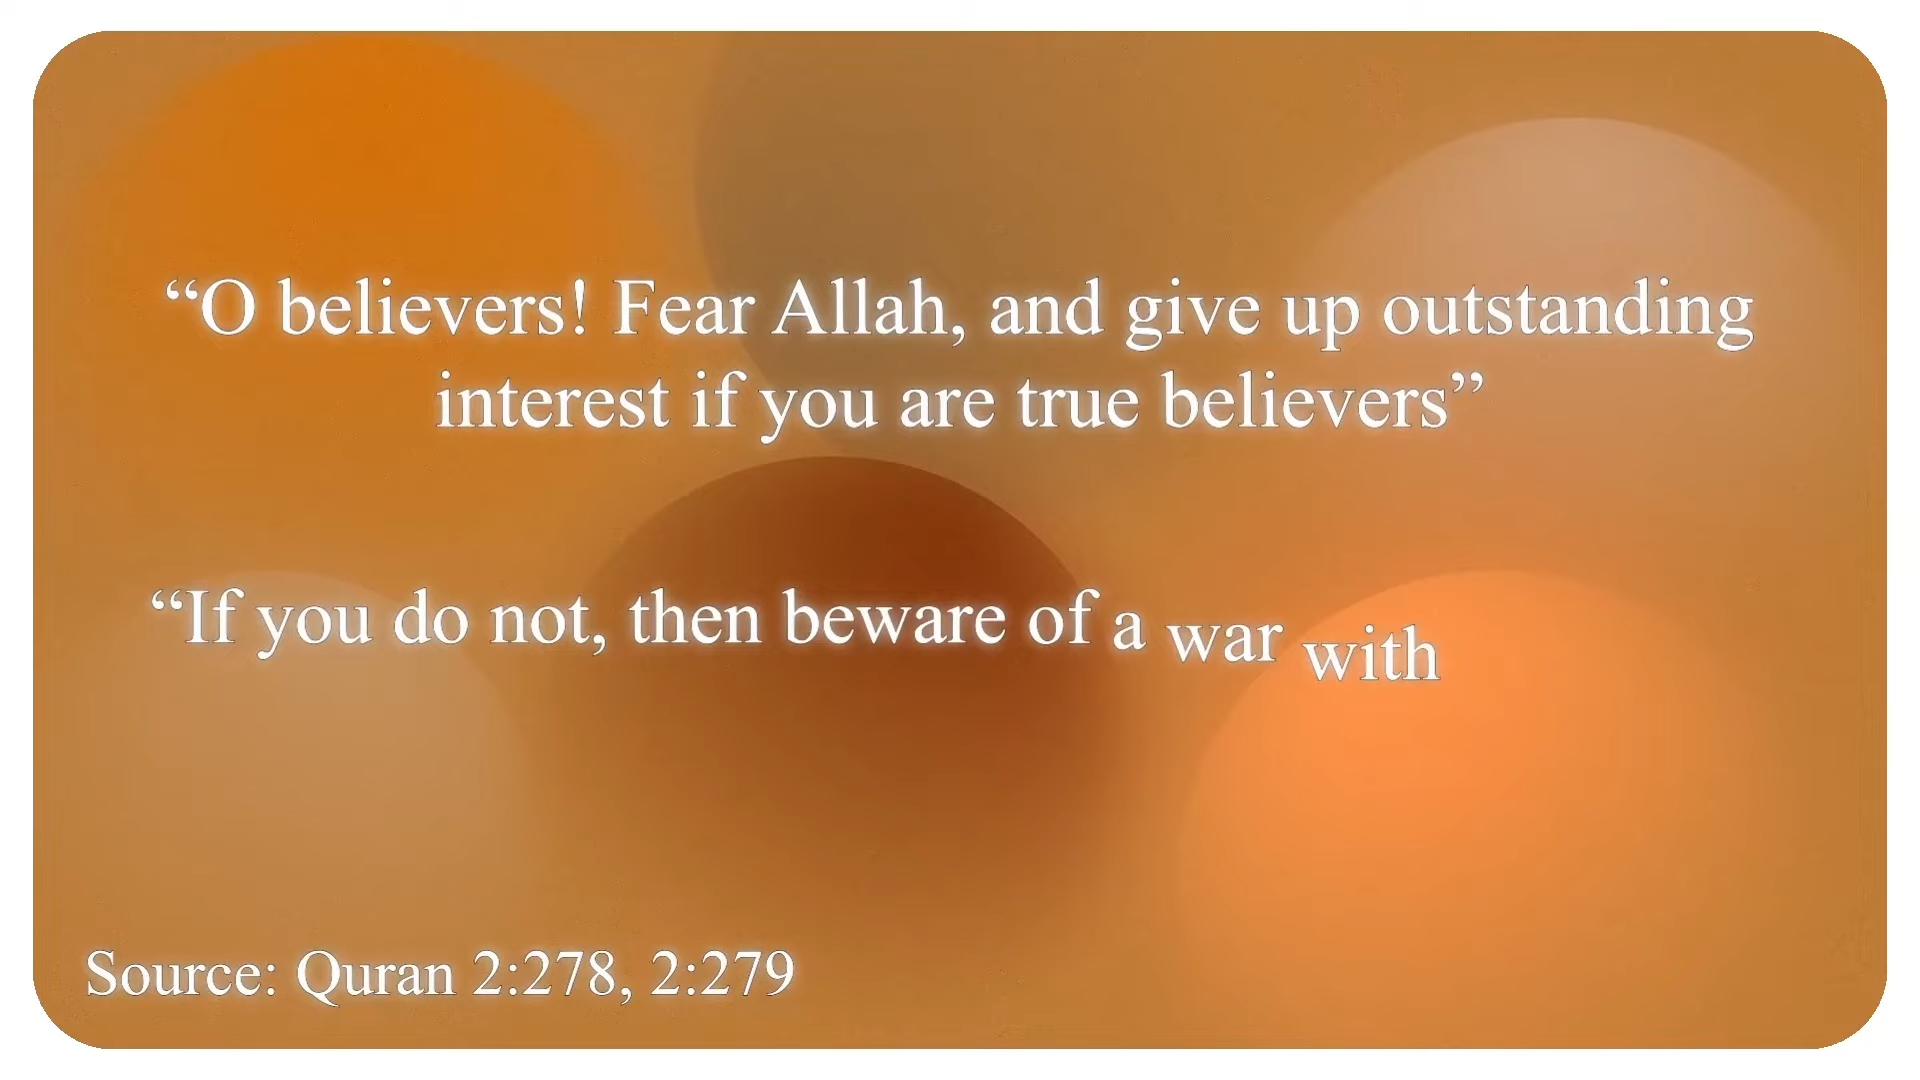 “O believers! Fear Allah, and give up outstanding
interest if you are true believers”
“If you do not, then beware of a war with
Source: Quran 2:278, 2:279